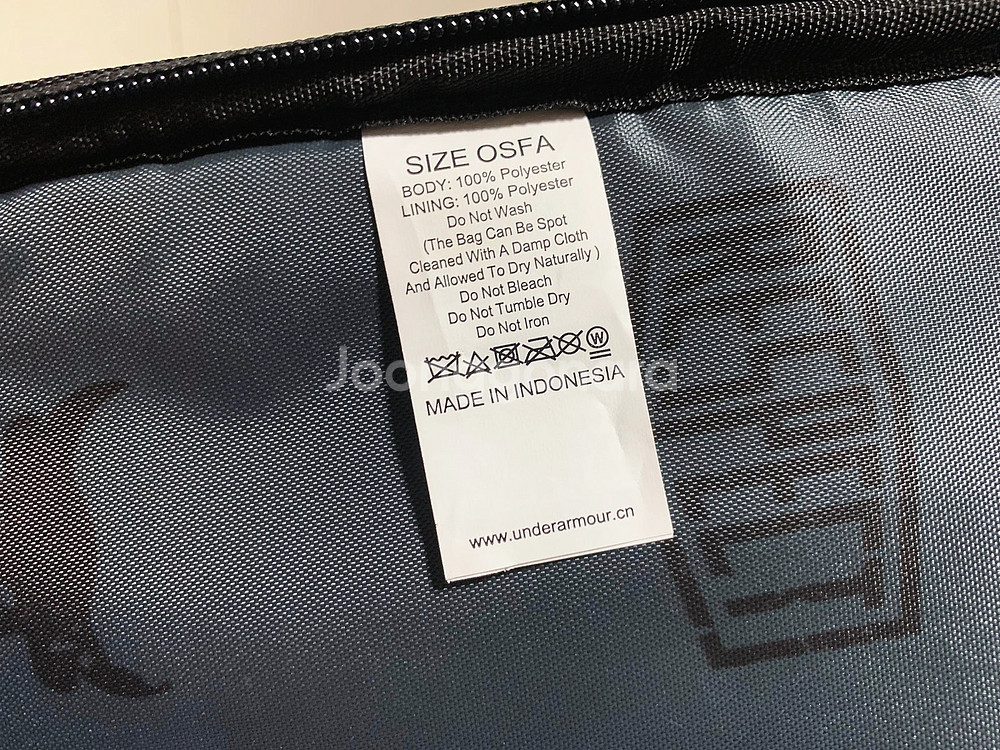 SIZE OSFA
BODY: 100% Polyester
LINING: 100% Polyester
Do Not Wash
(The Bag Can Be Spot
Cleaned With A Damp Cloth
And Allowed To Dry Naturally )
Do Not Bleach
Do Not Tumble Dry
Do Not Iron
W
MADE IN INDONESIA
www.underarmour.cn